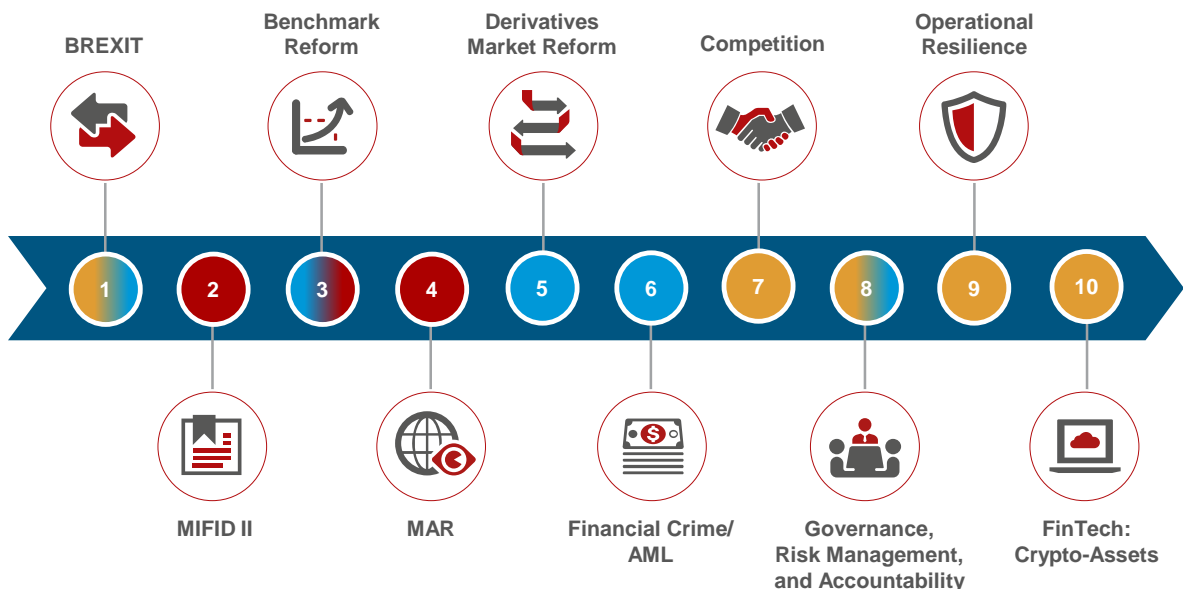 BREXIT
Benchmark
Reform
Derivatives
Market Reform
Competition
Operational
Resilience
1
2
3
4
5
6
7
8
9
10
$
MIFID II
MAR
Financial Crime/
AML
Governance,
Risk Management,
and Accountability
FinTech:
Crypto-Assets